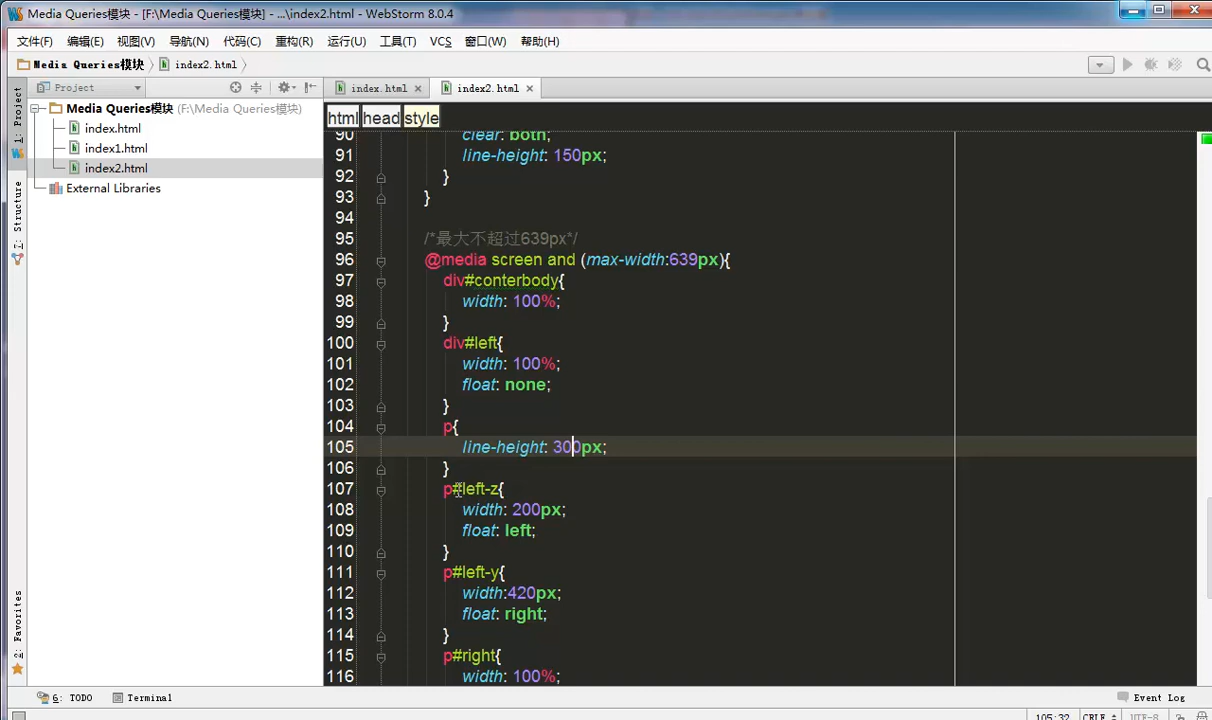 Media Queries模块 - [F:\Media Queries模块] - ...\index2.html - WebStorm 8.0.4
文件(F) 编辑(E) 视图(V) 导航(N) 代码(C) 重构(R) 运行(U) 工具(T) VCS 窗口(W) 帮助(H)
Media Queries模块 index2.html
Project
index.html
index2.html
1: Project
7: Structure
2: Favorites
Media Queries模块 (F:\Media Queries模块)
index.html
index1.html
index2.html
External Libraries
html head style
90 clear: both;
91 line-height: 150px;
92 }
93 }
94
95 /*最大不超过639px*/
96 @media screen and (max-width:639px){
97 div#conterbody{
98 width: 100%;
99 }
100 div#left{
101 width: 100%;
102 float: none;
103 }
104 p{
105 line-height: 300px;
106 }
107 p#left-z{
108 width: 200px;
109 float: left;
110 }
111 p#left-y{
112 width:420px;
113 float: right;
114 }
115 p#right{
116 width: 100%;
6: TODO Terminal Event Log
105:32 CRLF UTF-8